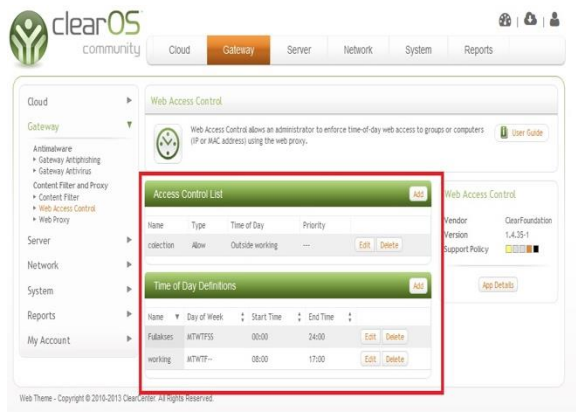 clearOS
community
Cloud
Gateway
Server
Network
System
Reports
Cloud
Gateway
Antimalware
Gateway Antiphishing
Gateway Antivirus
Content Filter and Proxy
Content Filter
Web Access Control
Web Proxy
Server
Network
System
Reports
My Account
Web Access Control
Web Access Control allows an administrator to enforce time-of-day web access to groups or computers
(IP or MAC address) using the web proxy.
User Guide
Access Control List Add
Name Type Time of Day Priority
colection Allow Outside working --- Edit Delete
Time of Day Definitions Add
Name Day of Week Start Time End Time
Fullakses MTWTFSS 00:00 24:00 Edit Delete
working MTWTF-- 08:00 17:00 Edit Delete
Web Access Control
Vendor ClearFoundation
Version 1.4.35-1
Support Policy
App Details
Web Theme - Copyright © 2010-2013 ClearCenter. All Rights Reserved.